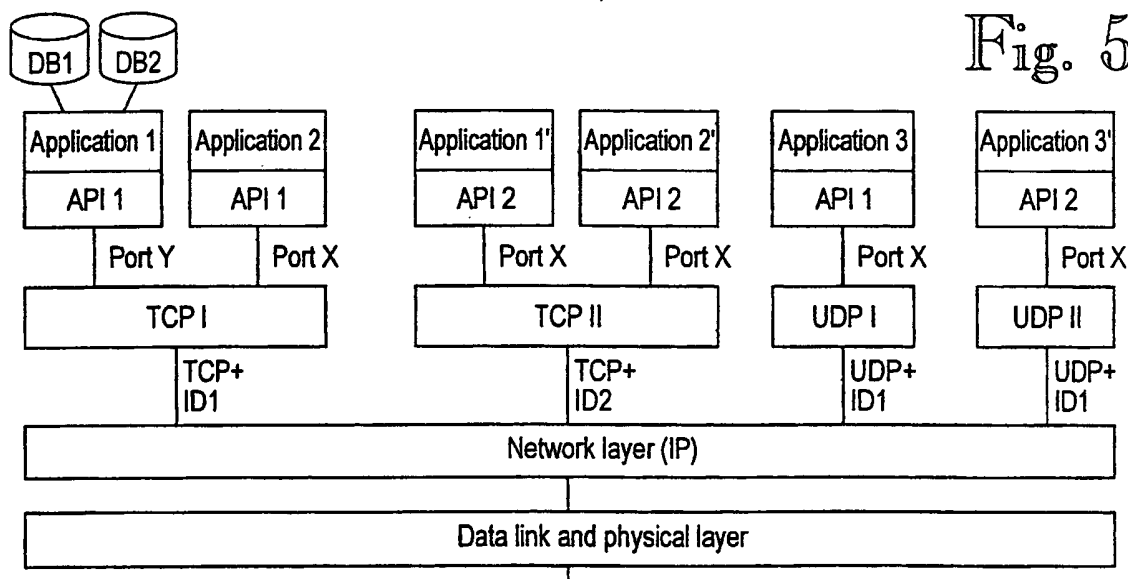 Fig. 5
DB1 DB2
Application 1 Application 2 Application 1' Application 2' Application 3 Application 3'
API 1 API 1 API 2 API 2 API 1 API 2
Port Y Port X Port X Port X Port X Port X
TCP I TCP II UDP I UDP II
TCP+ TCP+ UDP+ UDP+
ID1 ID2 ID1 ID1
Network layer (IP)
Data link and physical layer